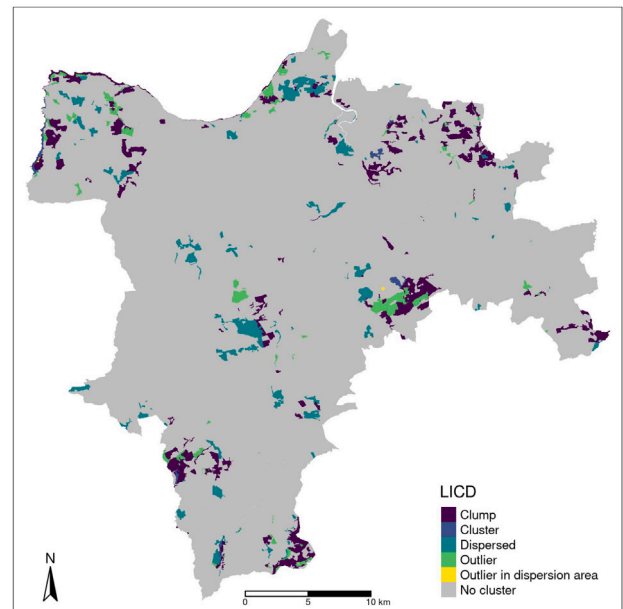 N
0 5 10 km
LICD
Clump
Cluster
Dispersed
Outlier
Outlier in dispersion area
No cluster